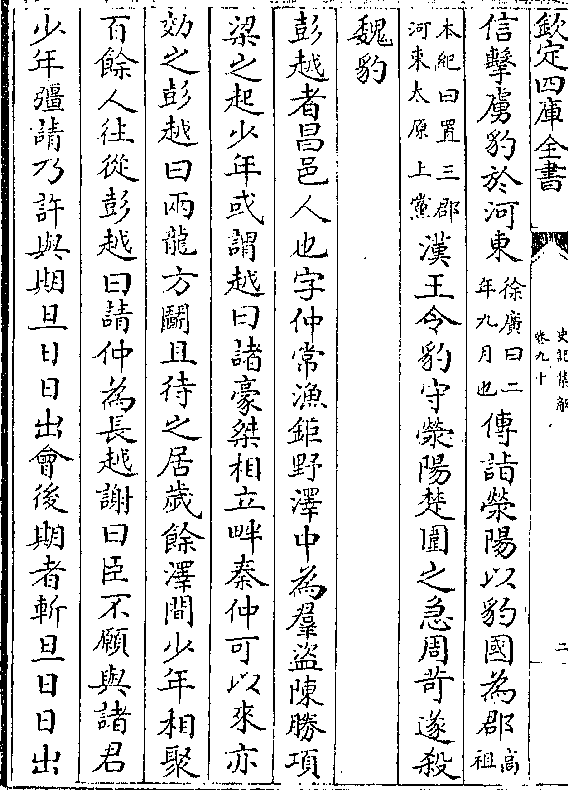 欽定四庫全書
史記集解
卷九十
二
信擊虜豹於河東徐廣曰二年九月也傳詣滎陽以豹國為郡高祖
本紀曰置三郡河東太原上黨漢王令豹守滎陽楚圍之急周苛遂殺
魏豹
彭越者昌邑人也字仲常漁鉅野澤中為羣盜陳勝項
梁之起少年或謂越曰諸豪桀相立畔秦仲可以來亦
効之彭越曰兩龍方鬭且待之居歲餘澤間少年相聚
百餘人往從彭越曰請仲為長越謝曰臣不願與諸君
少年彊請乃許與期旦日日出會後期者斬旦日日出